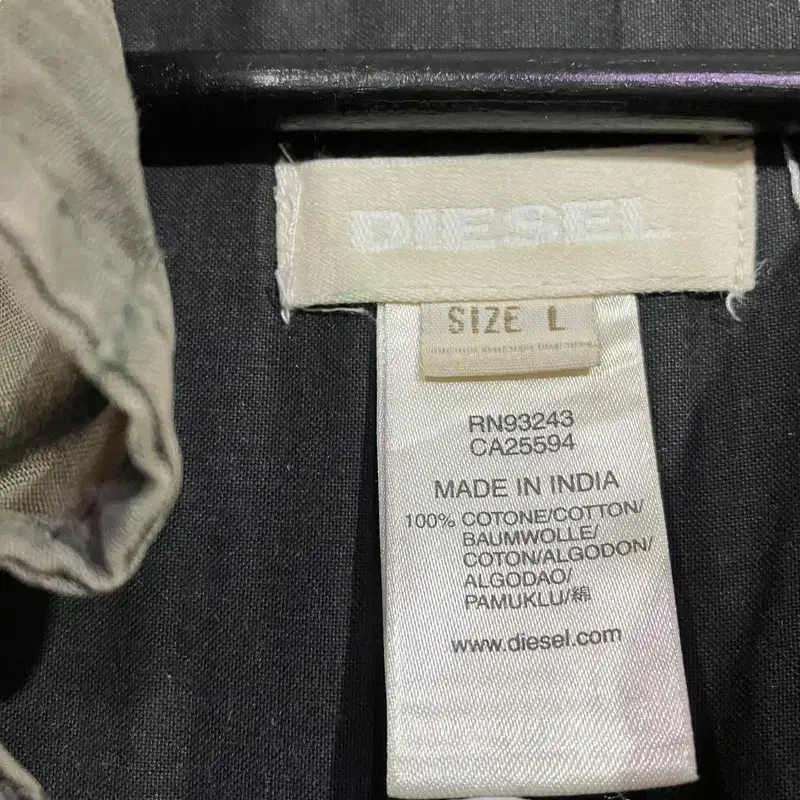 DIESEL
SIZE L
RN93243
CA25594
MADE IN INDIA
100% COTONE/COTTON/
BAUMWOLLE/
COTON/ALGODON/
ALGODAO/
PAMUKLU/綿
www.diesel.com